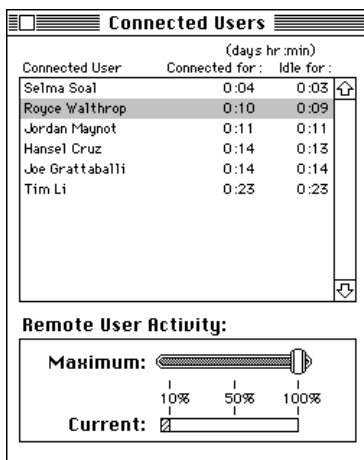 Connected Users
(days hr:min)
Connected User Connected for: Idle for:
Selma Soal 0:04 0:03
Royce Walthrop 0:10 0:09
Jordan Maynot 0:11 0:11
Hansel Cruz 0:14 0:13
Joe Grattaballi 0:14 0:14
Tim Li 0:23 0:23
Remote User Activity:
Maximum:
10% 50% 100%
Current: